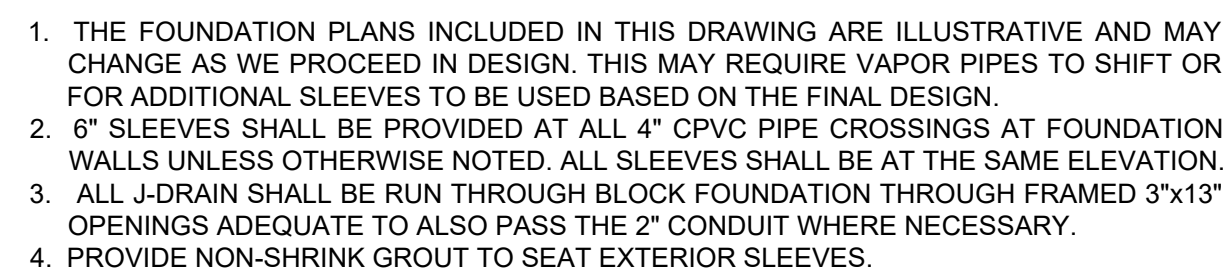 1. THE FOUNDATION PLANS INCLUDED IN THIS DRAWING ARE ILLUSTRATIVE AND MAY
CHANGE AS WE PROCEED IN DESIGN. THIS MAY REQUIRE VAPOR PIPES TO SHIFT OR
FOR ADDITIONAL SLEEVES TO BE USED BASED ON THE FINAL DESIGN.
2. 6" SLEEVES SHALL BE PROVIDED AT ALL 4" CPVC PIPE CROSSINGS AT FOUNDATION
WALLS UNLESS OTHERWISE NOTED. ALL SLEEVES SHALL BE AT THE SAME ELEVATION.
3. ALL J-DRAIN SHALL BE RUN THROUGH BLOCK FOUNDATION THROUGH FRAMED 3"x13"
OPENINGS ADEQUATE TO ALSO PASS THE 2" CONDUIT WHERE NECESSARY.
4. PROVIDE NON-SHRINK GROUT TO SEAT EXTERIOR SLEEVES.